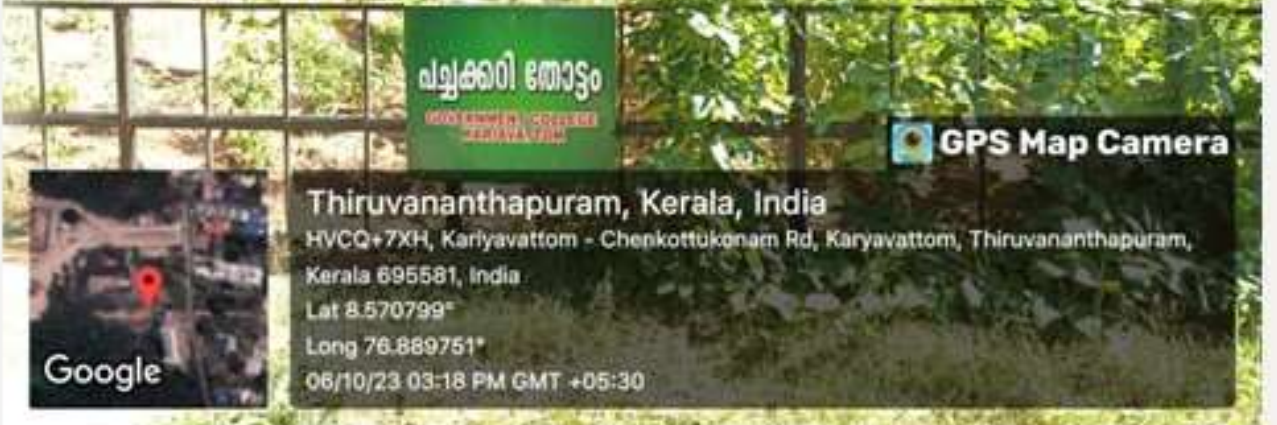 പച്ചക്കറി തോട്ടം
GOVERNMENT COLLEGE
KARIAVATTOM
GPS Map Camera
Thiruvananthapuram, Kerala, India
HVCQ+7XH, Kariyavattom - Chenkottukonam Rd, Karyavattom, Thiruvananthapuram,
Kerala 695581, India
Lat 8.570799°
Long 76.889751°
06/10/23 03:18 PM GMT +05:30
Google